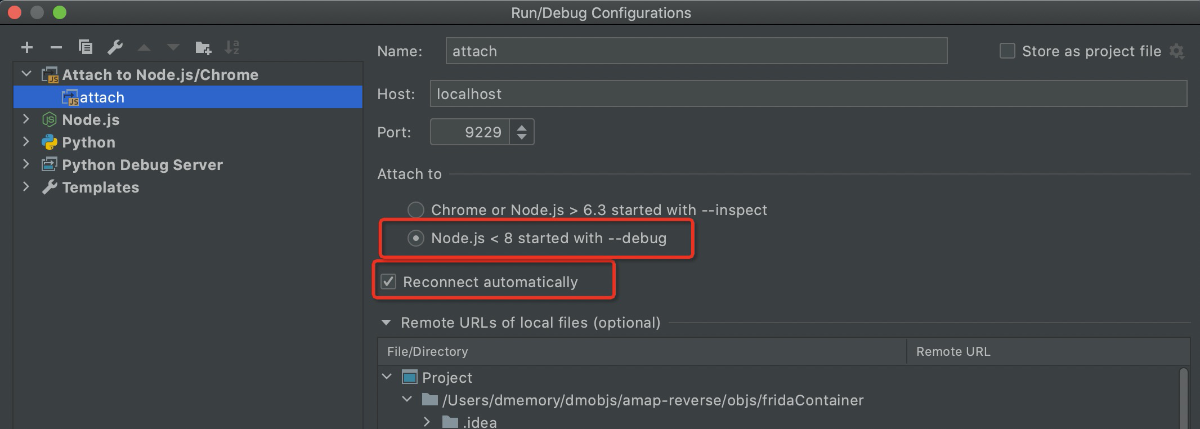 Run/Debug Configurations
Name: attach
Store as project file
Attach to Node.js/Chrome
attach
Host: localhost
Node.js
Port: 9229
Python
Python Debug Server
Attach to
Templates
Chrome or Node.js > 6.3 started with --inspect
Node.js < 8 started with --debug
Reconnect automatically
Remote URLs of local files (optional)
File/Directory Remote URL
Project
/Users/dmemory/dmobjs/amap-reverse/objs/fridaContainer
.idea